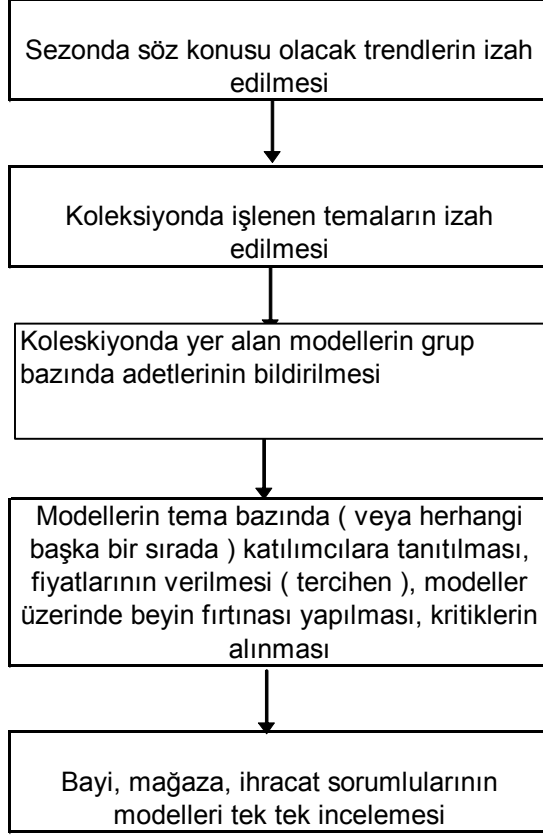 Sezonda söz konusu olacak trendlerin izah
edilmesi
Koleksiyonda işlenen temaların izah
edilmesi
Koleskiyonda yer alan modellerin grup
bazında adetlerinin bildirilmesi
Modellerin tema bazında ( veya herhangi
başka bir sırada ) katılımcılara tanıtılması,
fiyatlarının verilmesi ( tercihen ), modeller
üzerinde beyin fırtınası yapılması, kritiklerin
alınması
Bayi, mağaza, ihracat sorumlularının
modelleri tek tek incelemesi